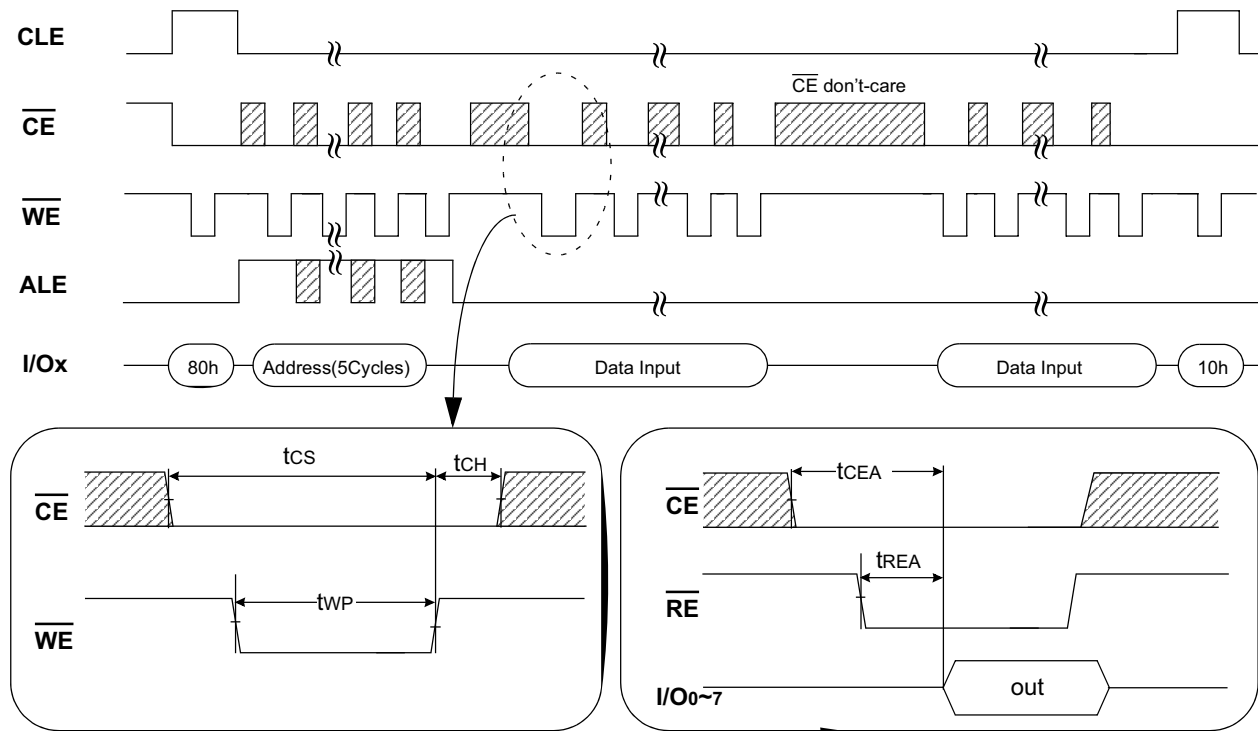 CLE
CE don't-care
CE
WE
ALE
I/Ox
80h
Address(5Cycles)
Data Input
Data Input
10h
tCS
tCH
CE
tWP
WE
tCEA
CE
tREA
RE
I/O0~7
out